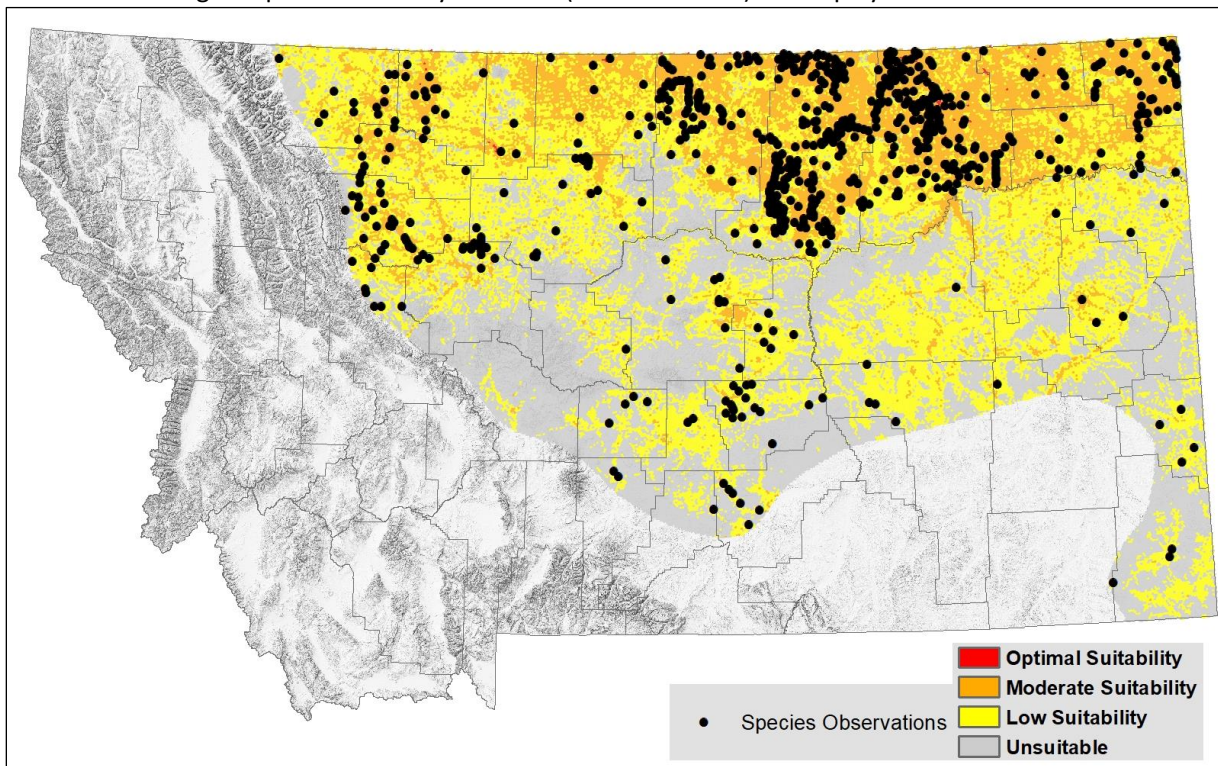 Species Observations
Optimal Suitability
Moderate Suitability
Low Suitability
Unsuitable